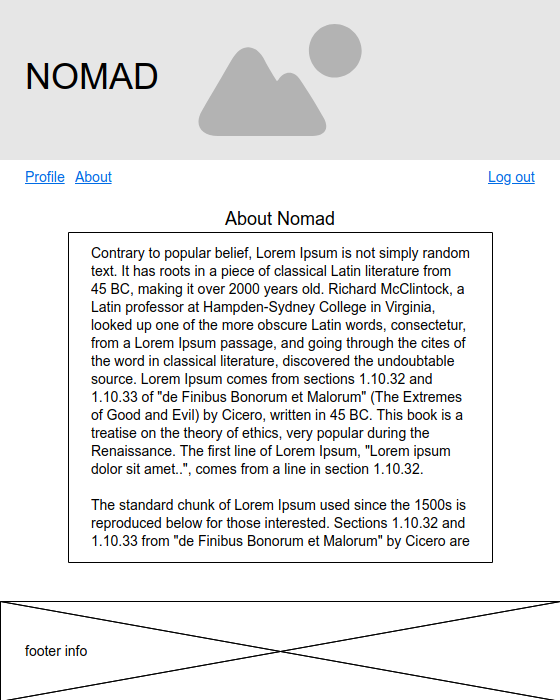 NOMAD
Profile About Log out
About Nomad
Contrary to popular belief, Lorem Ipsum is not simply random
text. It has roots in a piece of classical Latin literature from
45 BC, making it over 2000 years old. Richard McClintock, a
Latin professor at Hampden-Sydney College in Virginia,
looked up one of the more obscure Latin words, consectetur,
from a Lorem Ipsum passage, and going through the cites of
the word in classical literature, discovered the undoubtable
source. Lorem Ipsum comes from sections 1.10.32 and
1.10.33 of "de Finibus Bonorum et Malorum" (The Extremes
of Good and Evil) by Cicero, written in 45 BC. This book is a
treatise on the theory of ethics, very popular during the
Renaissance. The first line of Lorem Ipsum, "Lorem ipsum
dolor sit amet..", comes from a line in section 1.10.32.
The standard chunk of Lorem Ipsum used since the 1500s is
reproduced below for those interested. Sections 1.10.32 and
1.10.33 from "de Finibus Bonorum et Malorum" by Cicero are
footer info